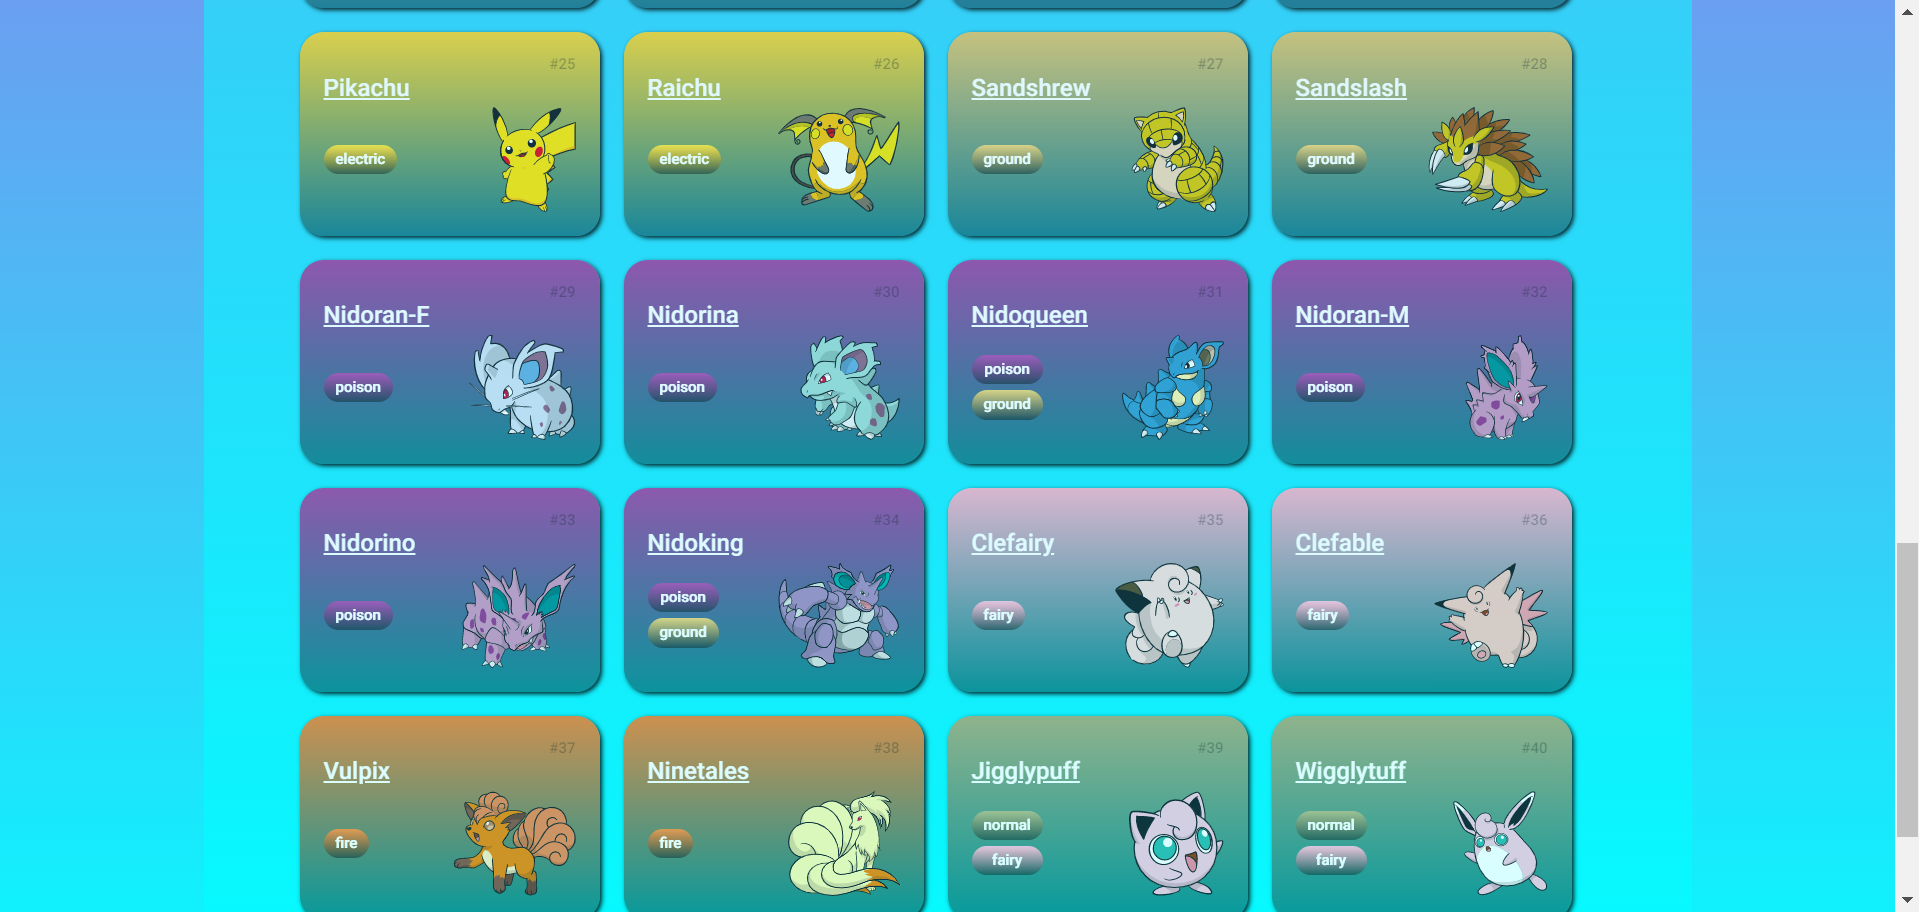 #25
Pikachu
electric
#26
Raichu
electric
#27
Sandshrew
ground
#28
Sandslash
ground
#29
Nidoran-F
poison
#30
Nidorina
poison
#31
Nidoqueen
poison
ground
#32
Nidoran-M
poison
#33
Nidorino
poison
#34
Nidoking
poison
ground
#35
Clefairy
fairy
#36
Clefable
fairy
#37
Vulpix
fire
#38
Ninetales
fire
#39
Jigglypuff
normal
fairy
#40
Wigglytuff
normal
fairy